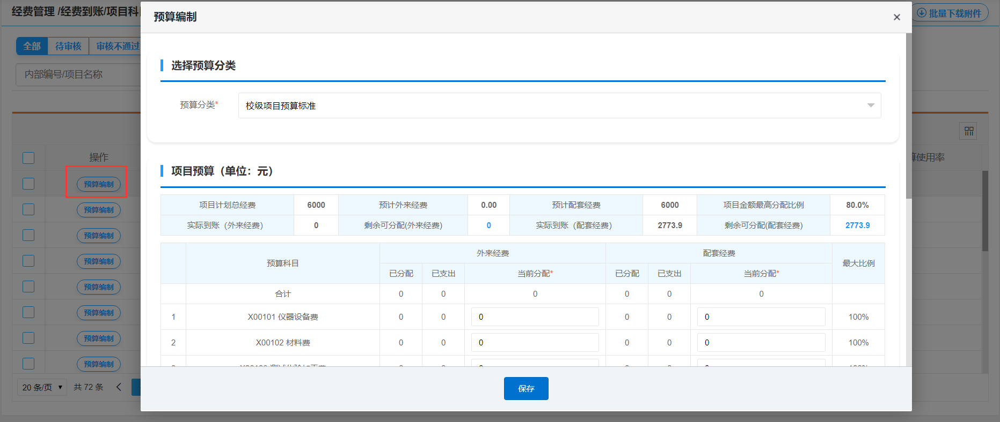 经费管理 /经费到账/项目科
批量下载附件
全部 待审核 审核不通过
内部编号/项目名称
操作
算使用率
预算编制
预算编制
预算编制
预算编制
预算编制
预算编制
预算编制
预算编制
20 条/页 共 72 条
预算编制
选择预算分类
预算分类* 校级项目预算标准
项目预算（单位：元）
项目计划总经费 6000 预计外来经费 0.00 预计配套经费 6000 项目金额最高分配比例 80.0%
实际到账（外来经费） 0 剩余可分配(外来经费) 0 实际到账（配套经费） 2773.9 剩余可分配(配套经费) 2773.9
预算科目 外来经费 配套经费 最大比例
已分配 已支出 当前分配* 已分配 已支出 当前分配*
合计 0 0 0 0 0 0
1 X00101 仪器设备费 0 0 0 0 0 0 100%
2 X00102 材料费 0 0 0 0 0 0 100%
保存